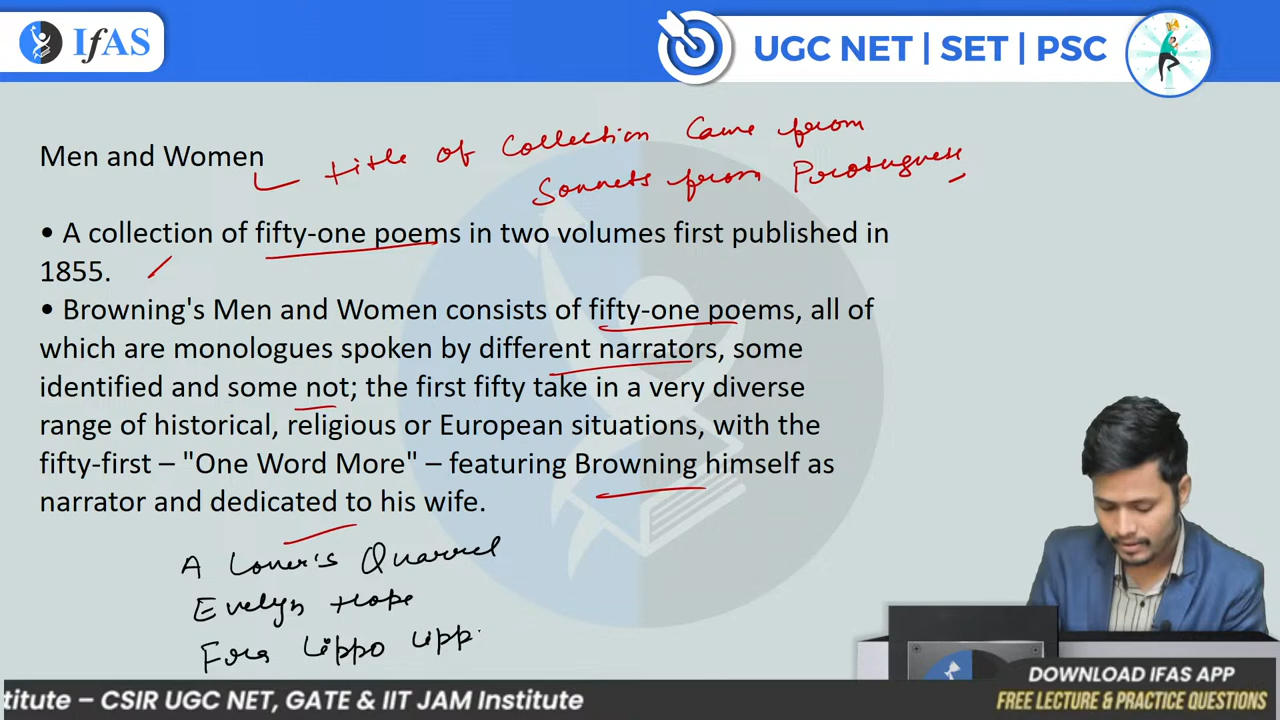 IfAS
UGC NET | SET | PSC
Men and Women
title of Collection Came from
Sonnets from Protuguese
• A collection of fifty-one poems in two volumes first published in
1855.
• Browning's Men and Women consists of fifty-one poems, all of
which are monologues spoken by different narrators, some
identified and some not; the first fifty take in a very diverse
range of historical, religious or European situations, with the
fifty-first – "One Word More" – featuring Browning himself as
narrator and dedicated to his wife.
A Lover's Quarrel
Evelyn Hope
Fra Lippo Lippi
DOWNLOAD IFAS APP
titute – CSIR UGC NET, GATE & IIT JAM Institute
FREE LECTURE & PRACTICE QUESTIONS